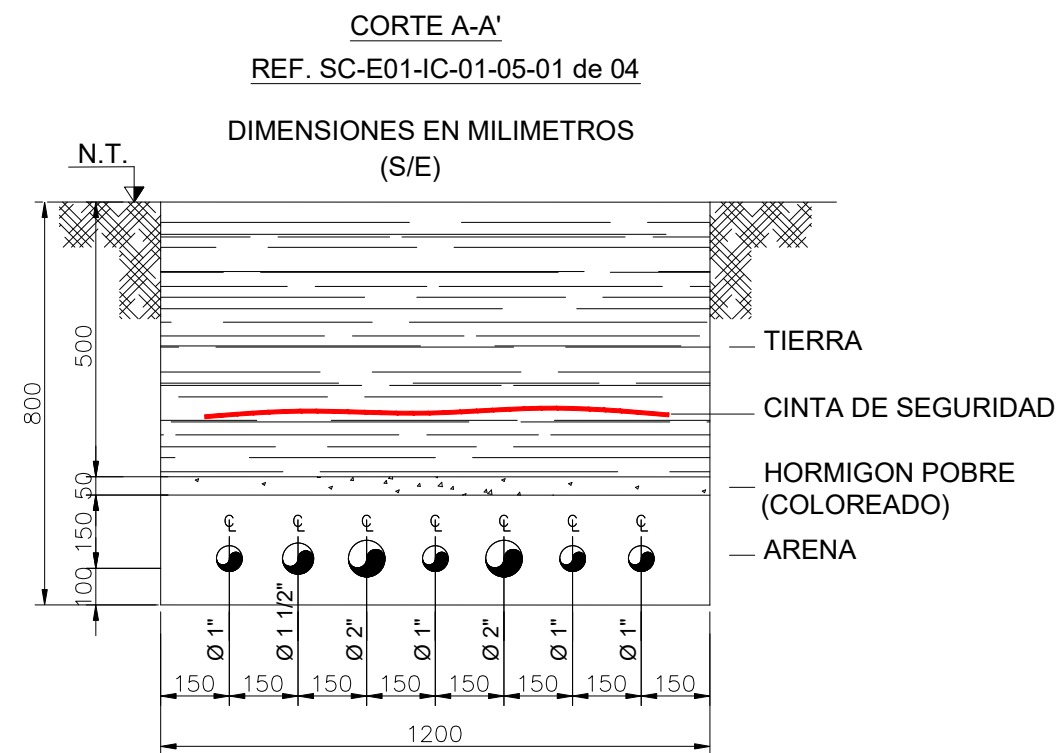 CORTE A-A'
REF. SC-E01-IC-01-05-01 de 04
DIMENSIONES EN MILIMETROS
(S/E)
N.T.
800
500
50
150
100
TIERRA
CINTA DE SEGURIDAD
HORMIGON POBRE
(COLOREADO)
ARENA
℄ ℄ ℄ ℄ ℄ ℄ ℄
Ø 1" Ø 1 1/2" Ø 2" Ø 1" Ø 2" Ø 1" Ø 1"
150 150 150 150 150 150 150 150
1200